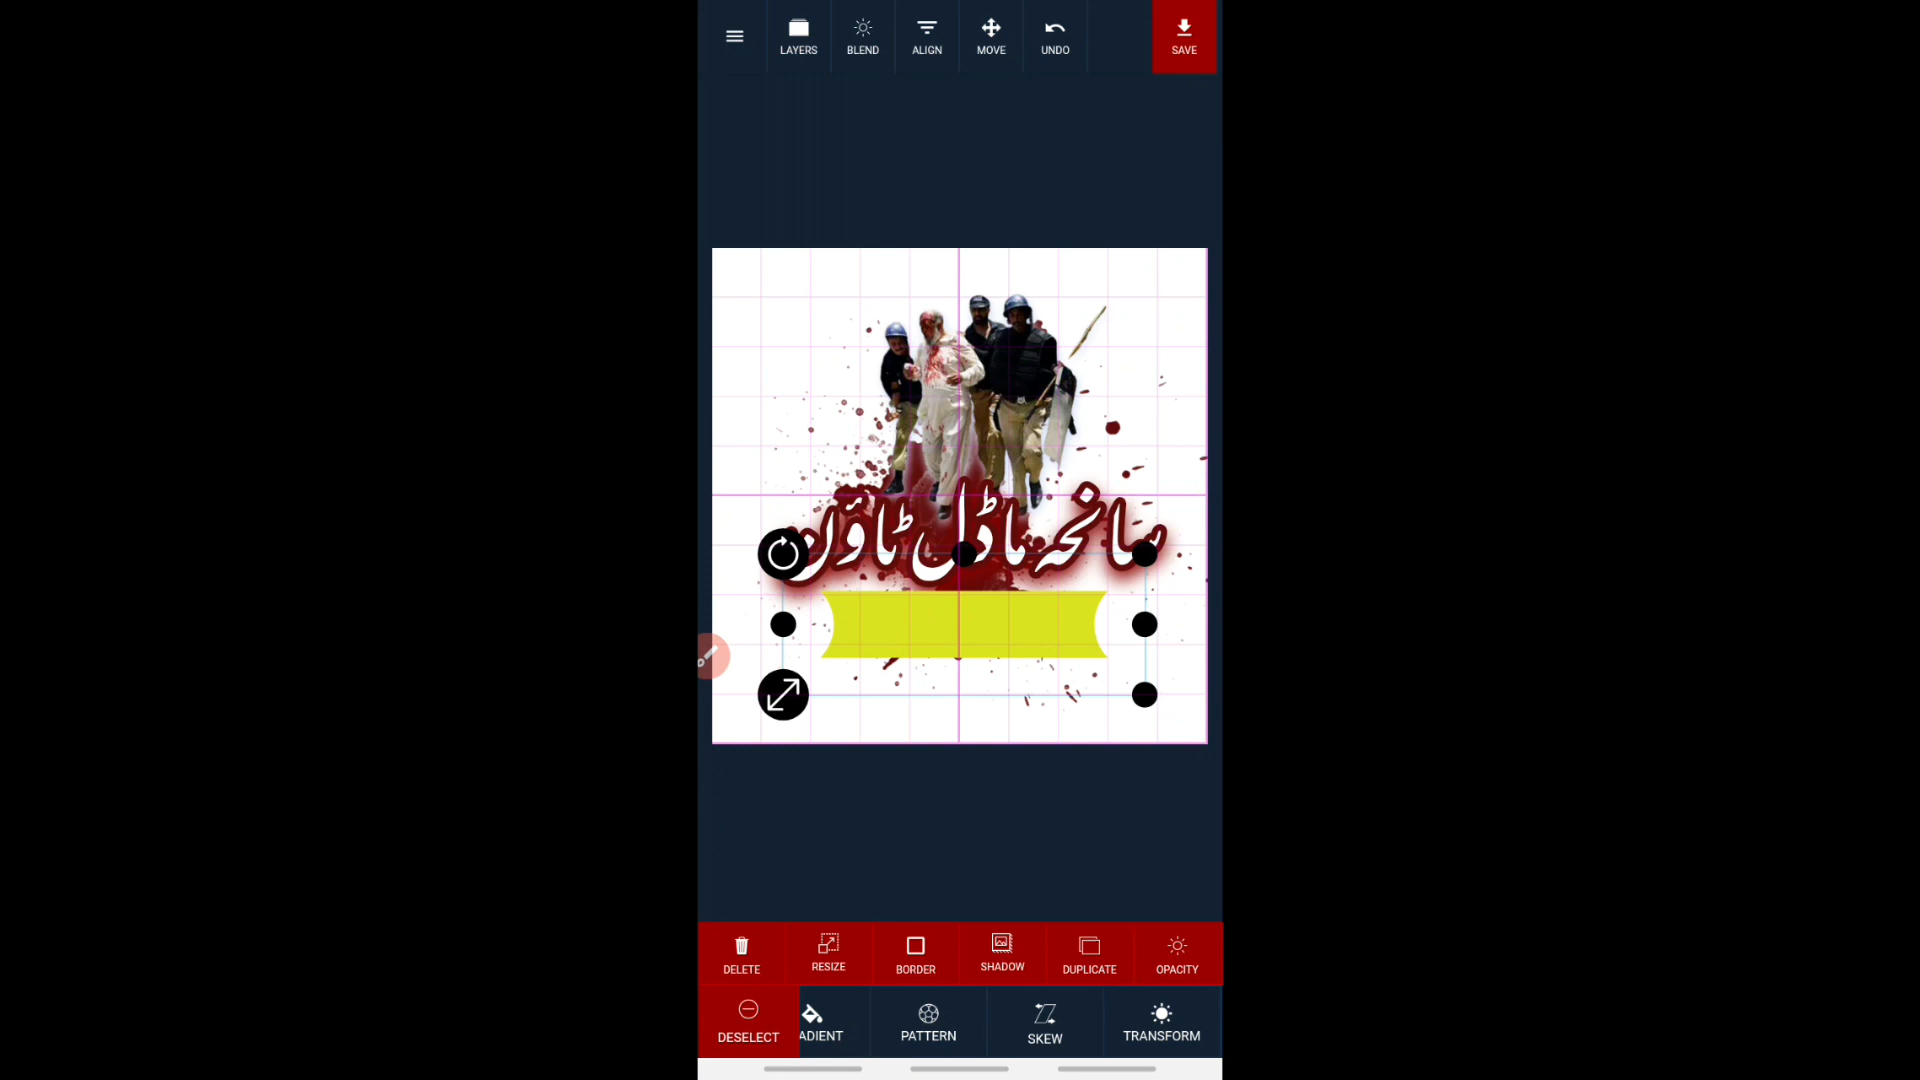 LAYERS BLEND ALIGN MOVE UNDO SAVE
سانحہ ماڈل ٹاؤن
DELETE RESIZE BORDER SHADOW DUPLICATE OPACITY
DESELECT ADIENT PATTERN SKEW TRANSFORM